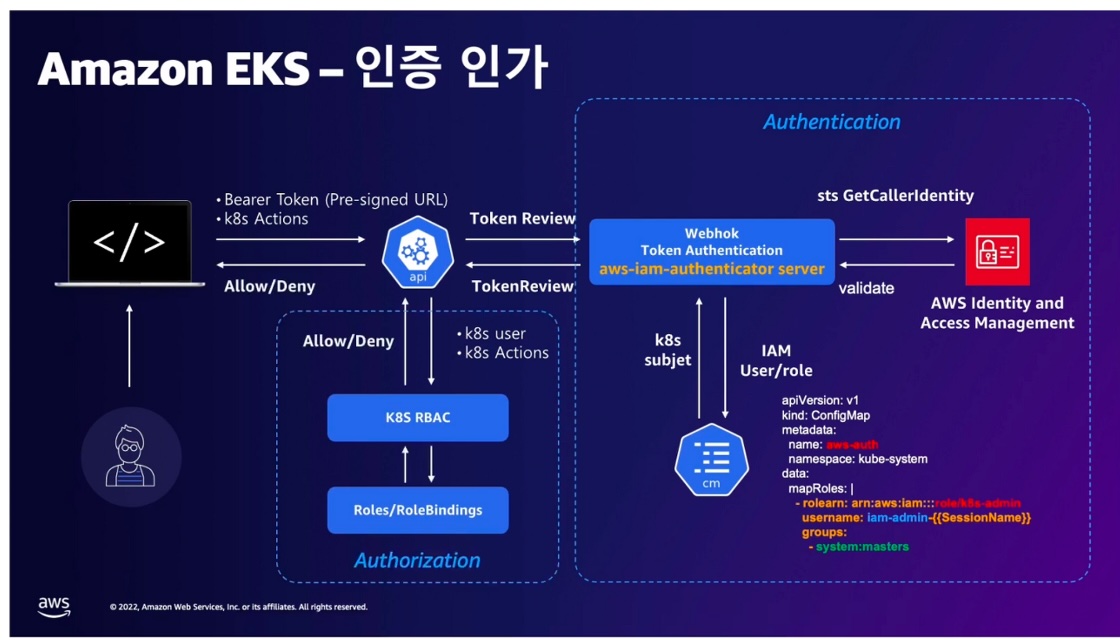 Amazon EKS – 인증 인가
Authentication
• Bearer Token (Pre-signed URL)
• k8s Actions
</>
api
Allow/Deny
Token Review
TokenReview
Webhok
Token Authentication
aws-iam-authenticator server
sts GetCallerIdentity
validate
AWS Identity and
Access Management
Allow/Deny
• k8s user
• k8s Actions
K8S RBAC
Roles/RoleBindings
Authorization
k8s
subjet
IAM
User/role
cm
apiVersion: v1
kind: ConfigMap
metadata:
name: aws-auth
namespace: kube-system
data:
mapRoles: |
- rolearn: arn:aws:iam:::role/k8s-admin
username: iam-admin-{{SessionName}}
groups:
- system:masters
aws
© 2022, Amazon Web Services, Inc. or its affiliates. All rights reserved.